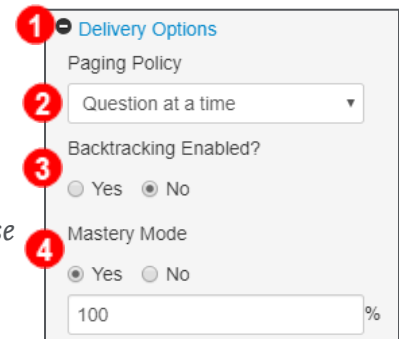 1 Delivery Options
Paging Policy
2 Question at a time
Backtracking Enabled?
3 Yes No
se
4 Mastery Mode
Yes No
100 %